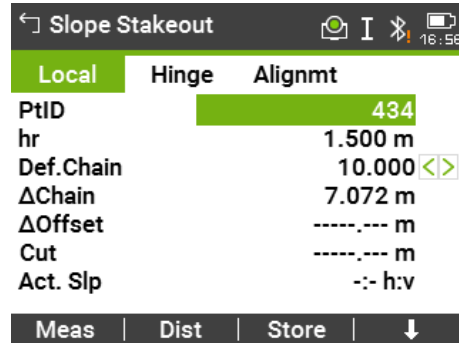 Slope Stakeout I 16:56
Local Hinge Alignmt
PtID 434
hr 1.500 m
Def.Chain 10.000 < >
ΔChain 7.072 m
ΔOffset -----.--- m
Cut -----.--- m
Act. Slp -:- h:v
Meas | Dist | Store | ⬇